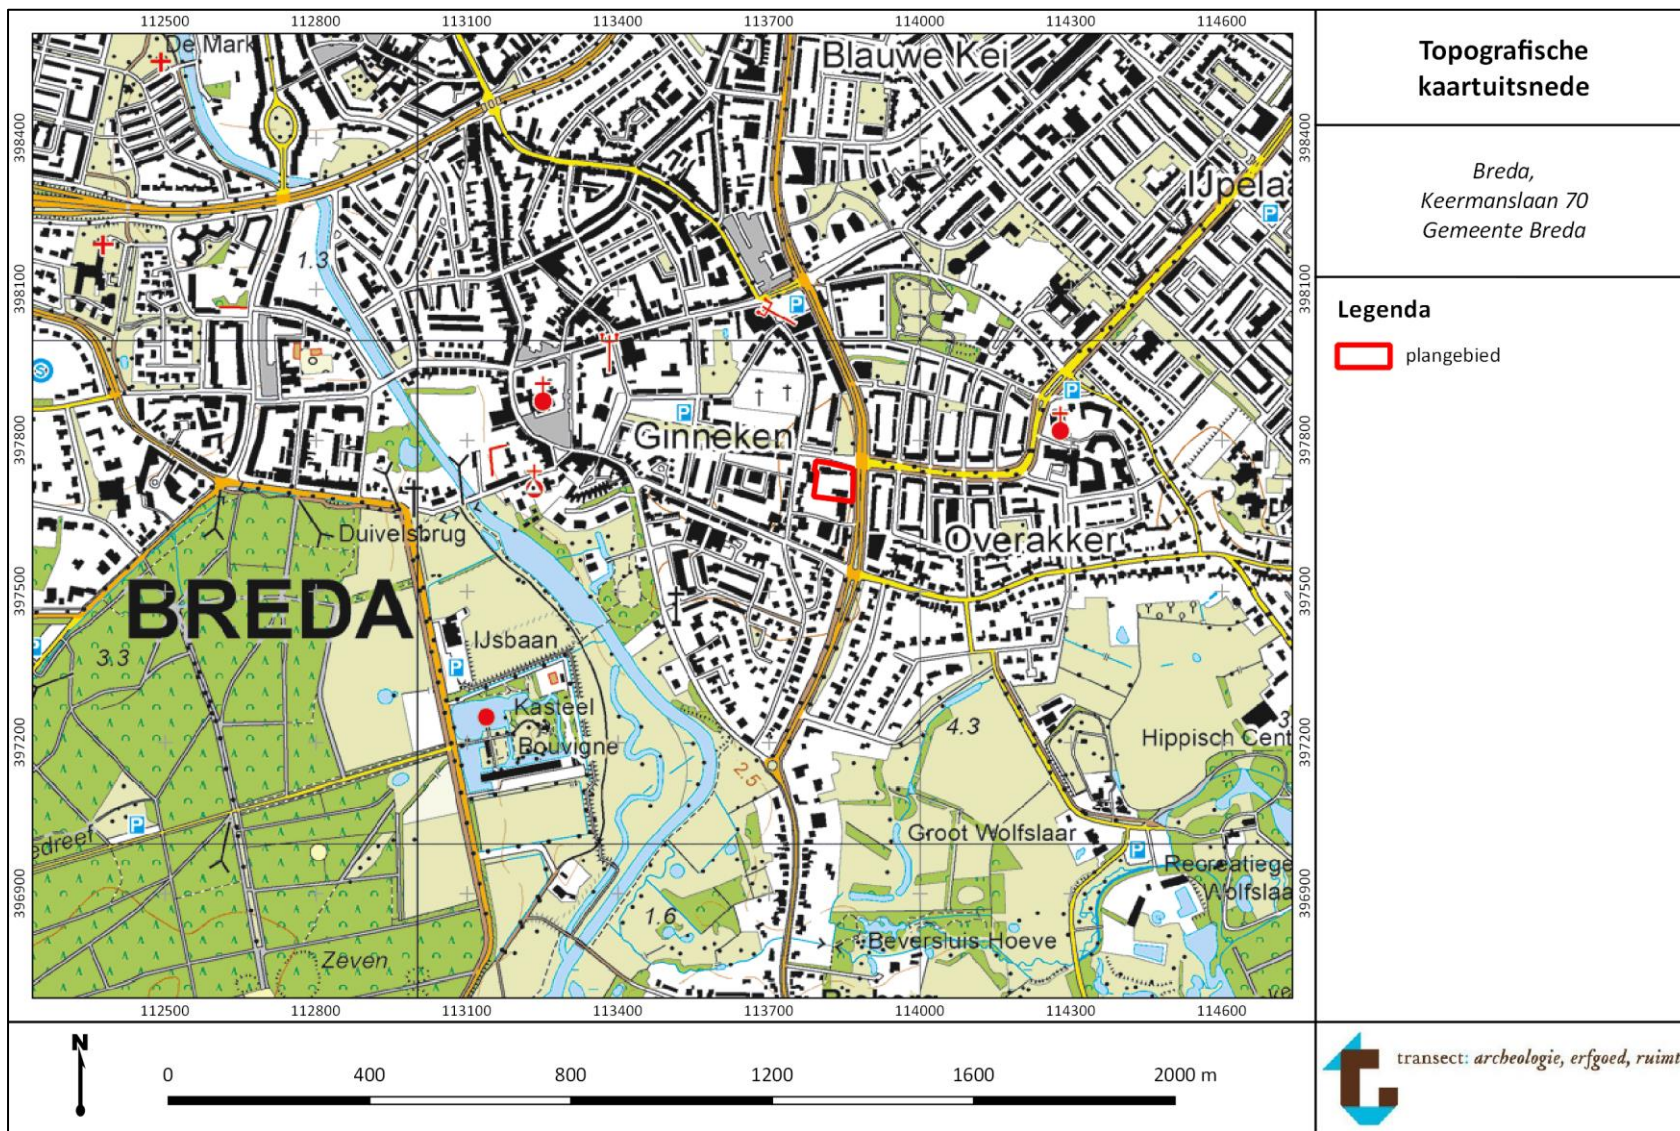 112500 112800 113100 113400 113700 114000 114300 114600
De Mark
Blauwe Kei
398400
398400
IJpelaa
P
1.3
398100
398100
P
S
P
P
Ginneken
397800
397800
Duivelsbrug
Overakker
BREDA
397500
397500
3.3
IJsbaan
P
P
Kasteel
Bouvigne
397200
397200
4.3
Hippisch Cent
3
2.5
P
edreef
Groot Wolfslaar
P
Recreatiege
Wolfslaa
396900
396900
1.6
Beversluis Hoeve
Zeven
112500 112800 113100 113400 113700 114000 114300 114600
N
0 400 800 1200 1600 2000 m
Topografische
kaartuitsnede
Breda,
Keermanslaan 70
Gemeente Breda
Legenda
plangebied
transect: archeologie, erfgoed, ruimt